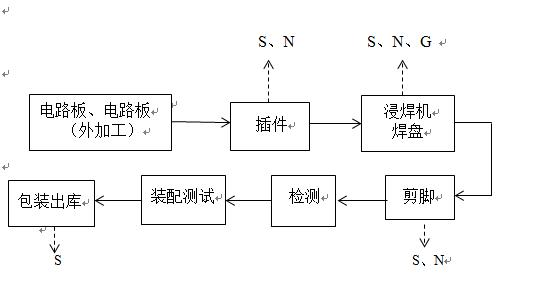 S、N
S、N、G
电路板、电路板
（外加工）
插件
浸焊机
焊盘
包装出库
装配测试
检测
剪脚
S
S、N